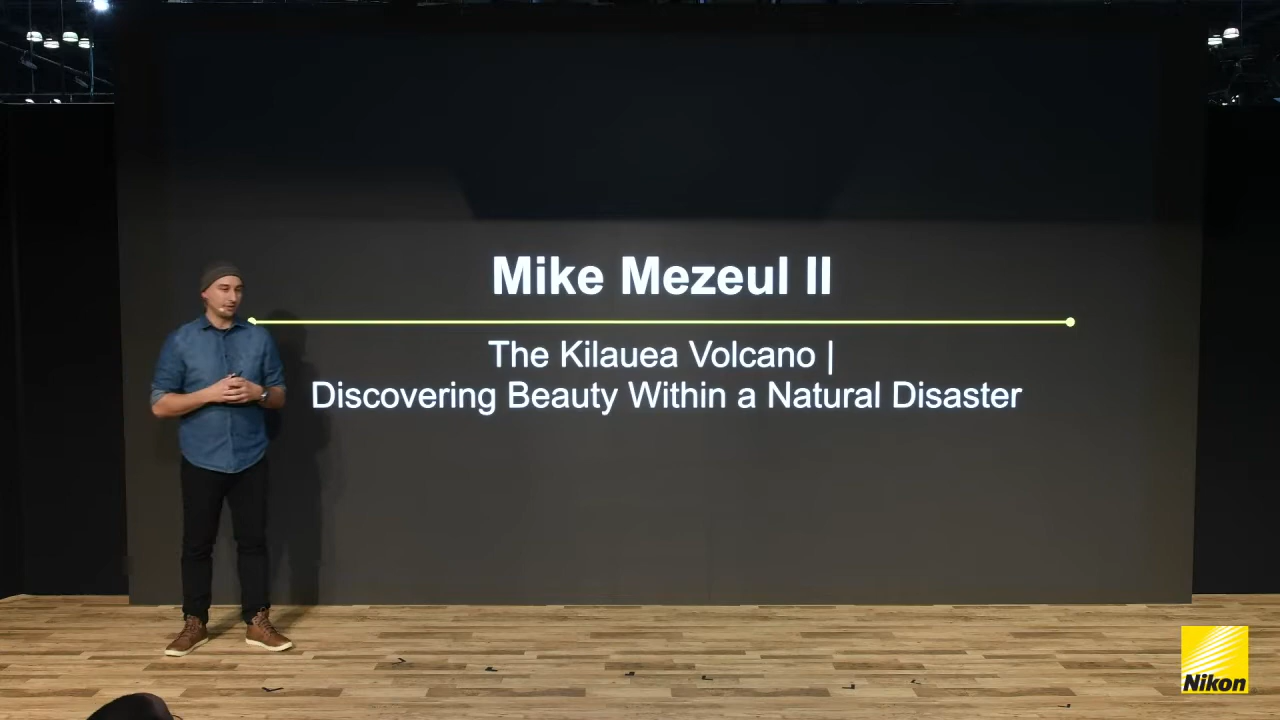 Mike Mezeul II
The Kilauea Volcano |
Discovering Beauty Within a Natural Disaster
Nikon